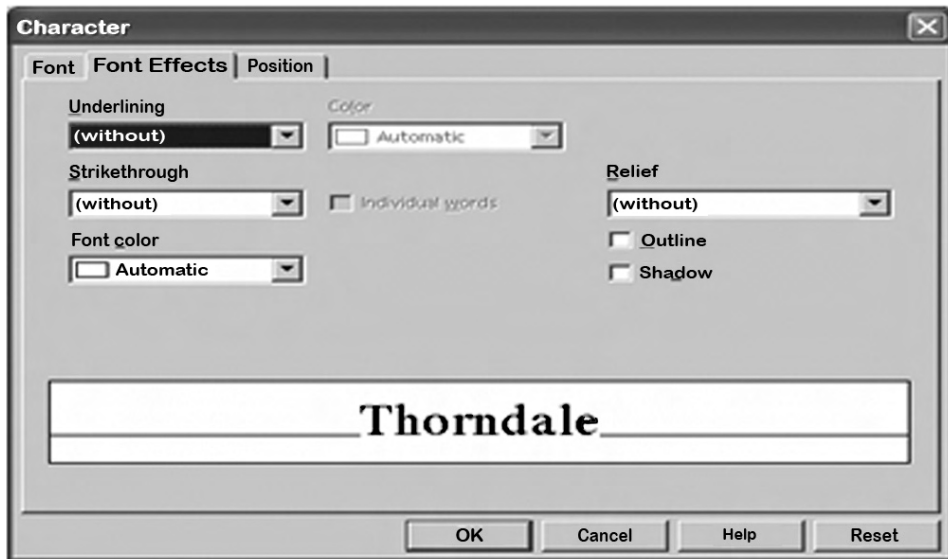 Character
Font Font Effects Position
Underlining Color
(without) Automatic
Strikethrough Relief
(without) Individual words (without)
Font color Outline
Automatic Shadow
Thorndale
OK Cancel Help Reset